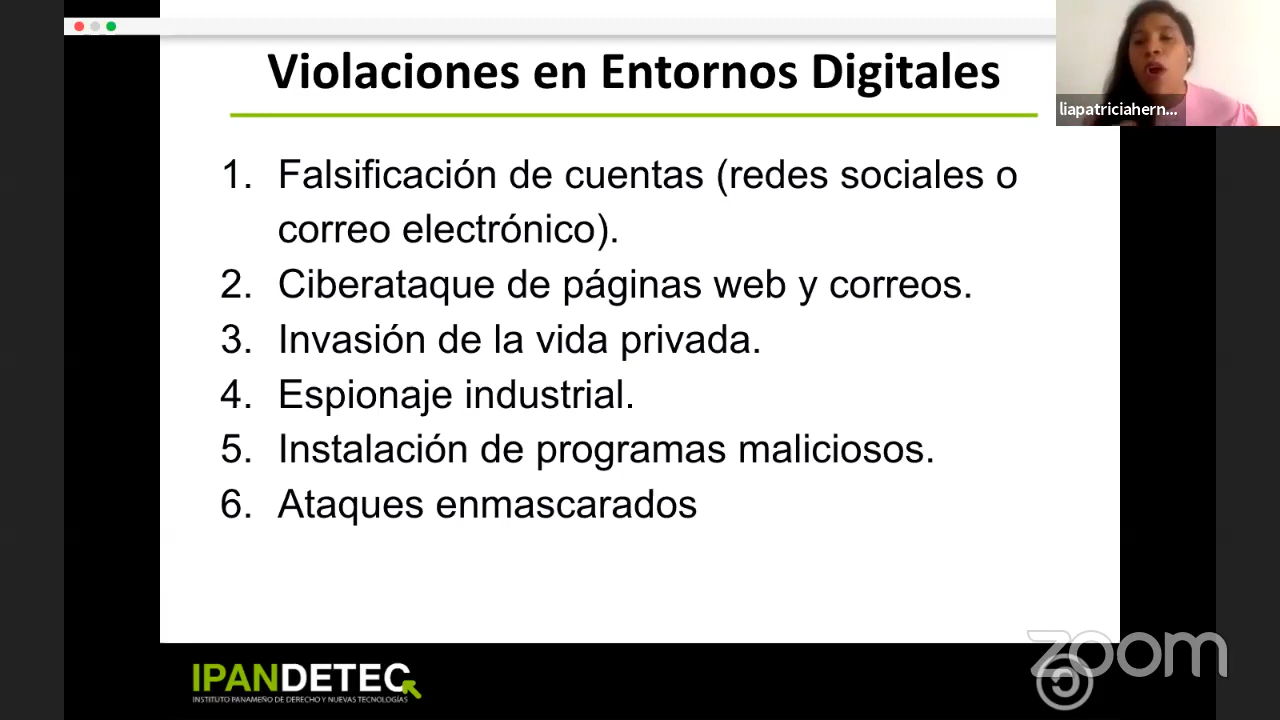 Violaciones en Entornos Digitales
liapatriciahern...
1. Falsificación de cuentas (redes sociales o
correo electrónico).
2. Ciberataque de páginas web y correos.
3. Invasión de la vida privada.
4. Espionaje industrial.
5. Instalación de programas maliciosos.
6. Ataques enmascarados
zoom
IPANDETEC
INSTITUTO PANAMEÑO DE DERECHO Y NUEVAS TECNOLOGÍAS